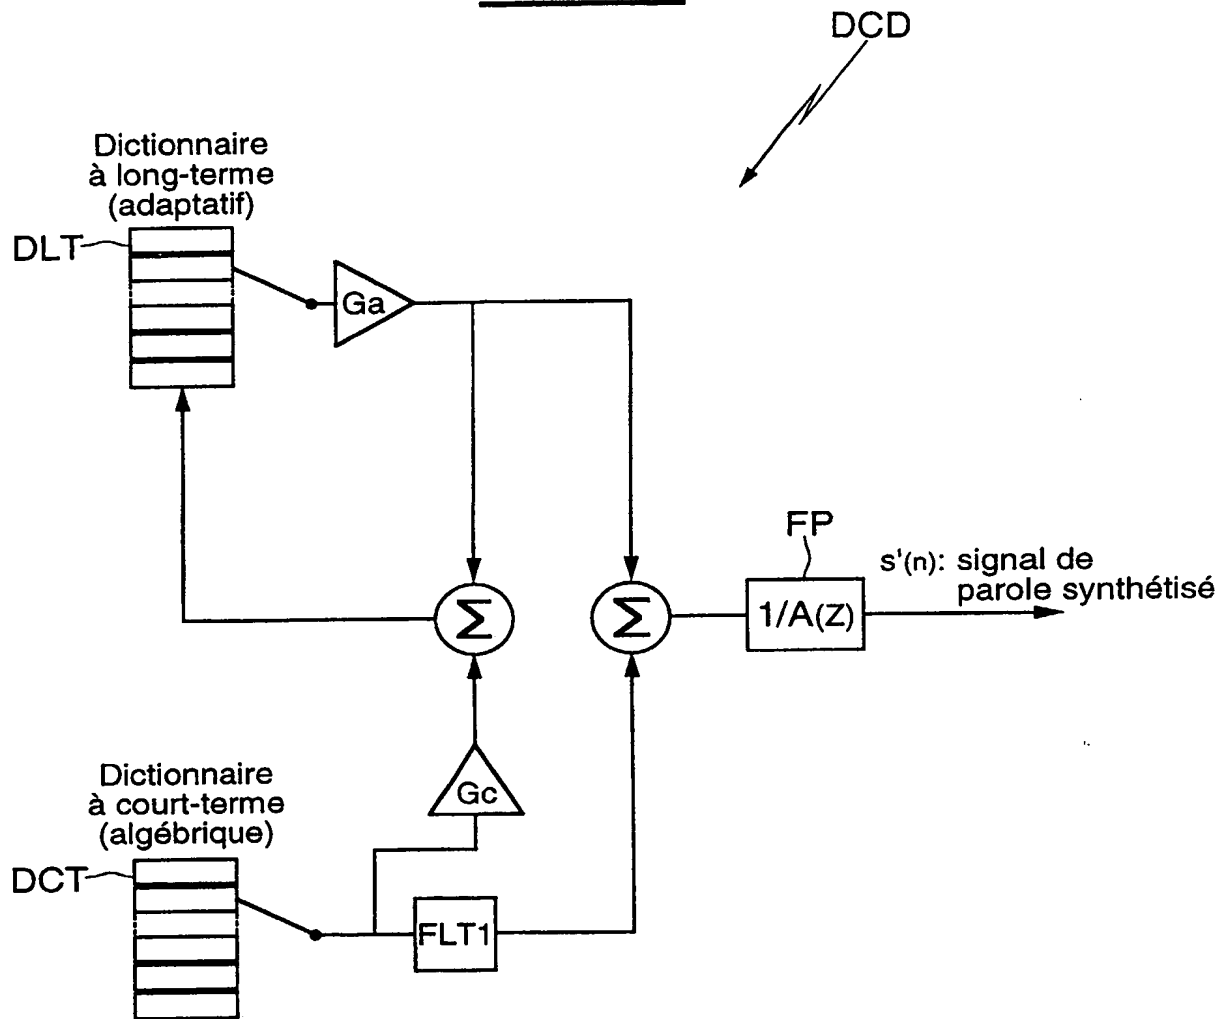 DCD
Dictionnaire
à long-terme
(adaptatif)
DLT
Ga
Σ
Σ
FP
1/A(Z)
s'(n): signal de
parole synthétisé
Gc
Dictionnaire
à court-terme
(algébrique)
DCT
FLT1